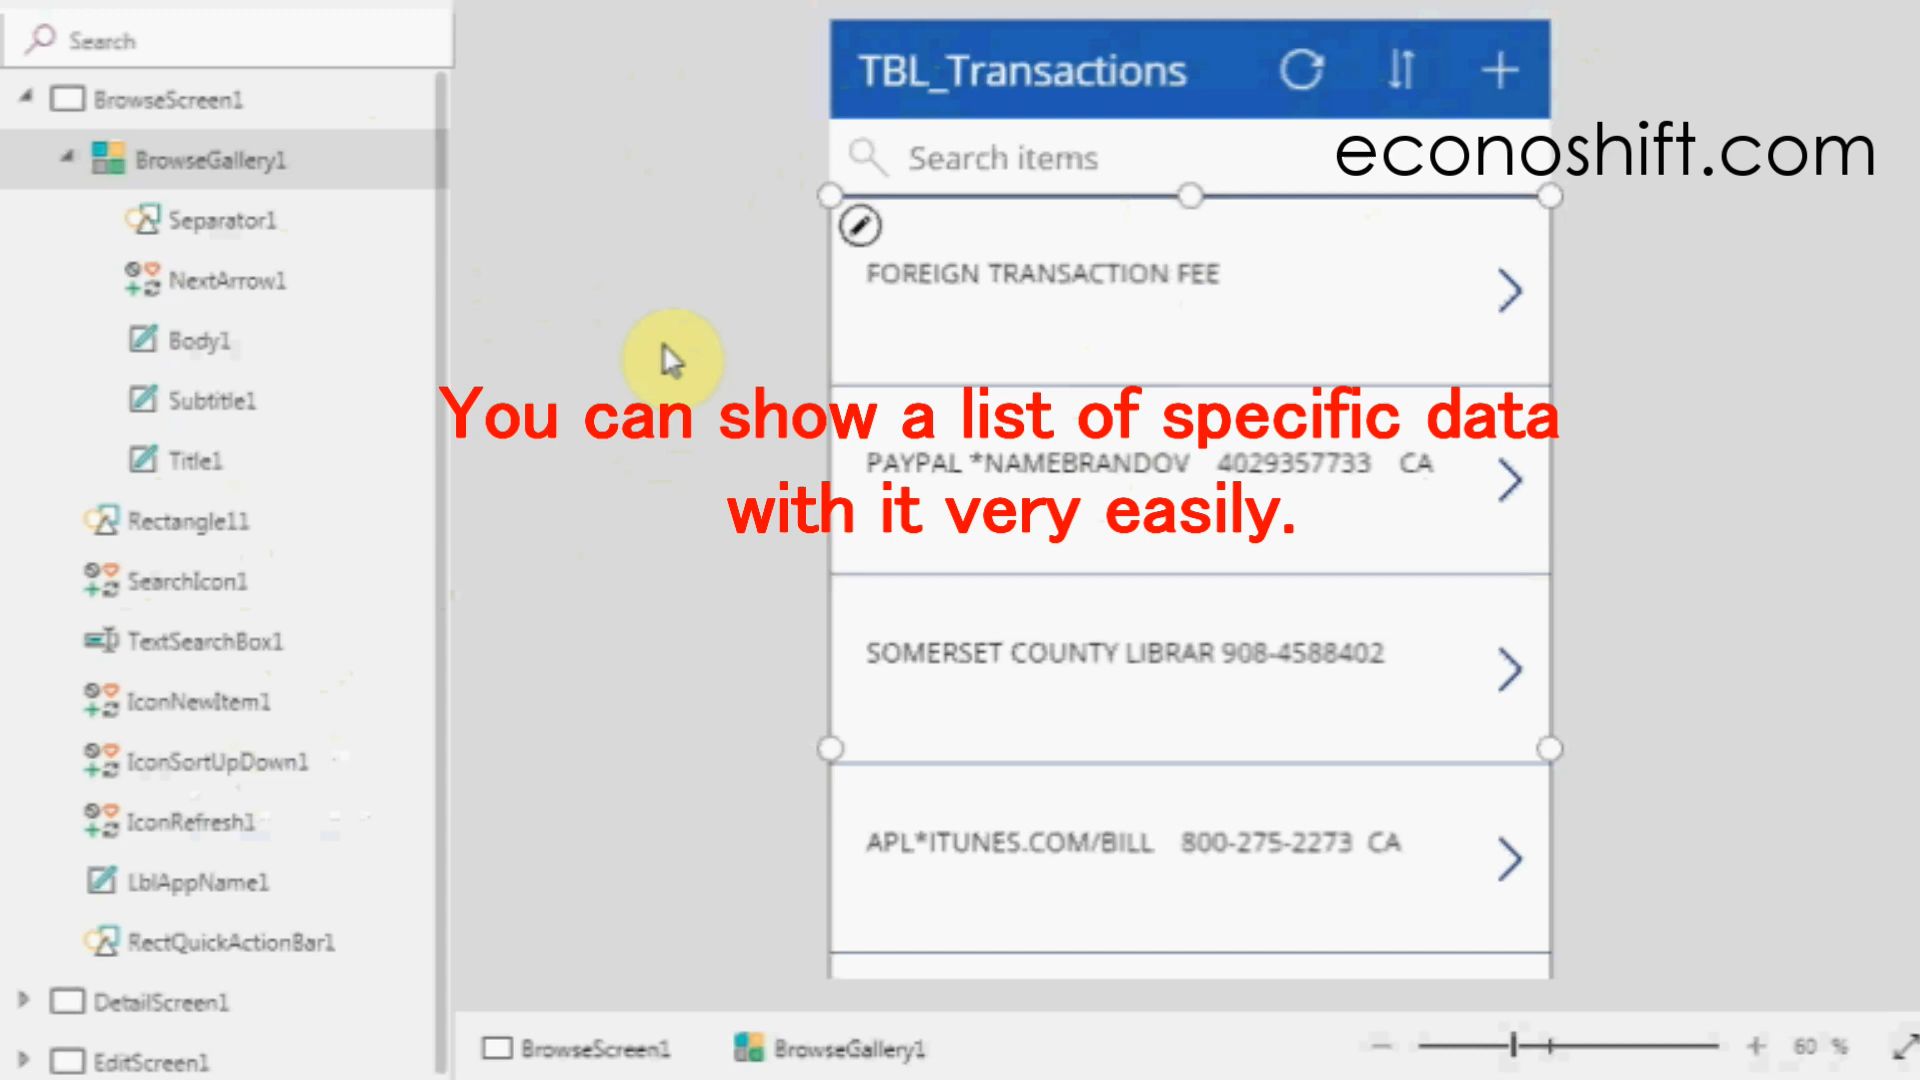 Search
BrowseScreen1
BrowseGallery1
Separator1
NextArrow1
Body1
Subtitle1
Title1
Rectangle11
SearchIcon1
TextSearchBox1
IconNewItem1
IconSortUpDown1
IconRefresh1
LblAppName1
RectQuickActionBar1
DetailScreen1
EditScreen1
TBL_Transactions
econoshift.com
Search items
FOREIGN TRANSACTION FEE
You can show a list of specific data
PAYPAL *NAMEBRANDOV 4029357733 CA
with it very easily.
SOMERSET COUNTY LIBRAR 908-4588402
APL*ITUNES.COM/BILL 800-275-2273 CA
BrowseScreen1 BrowseGallery1 60 %